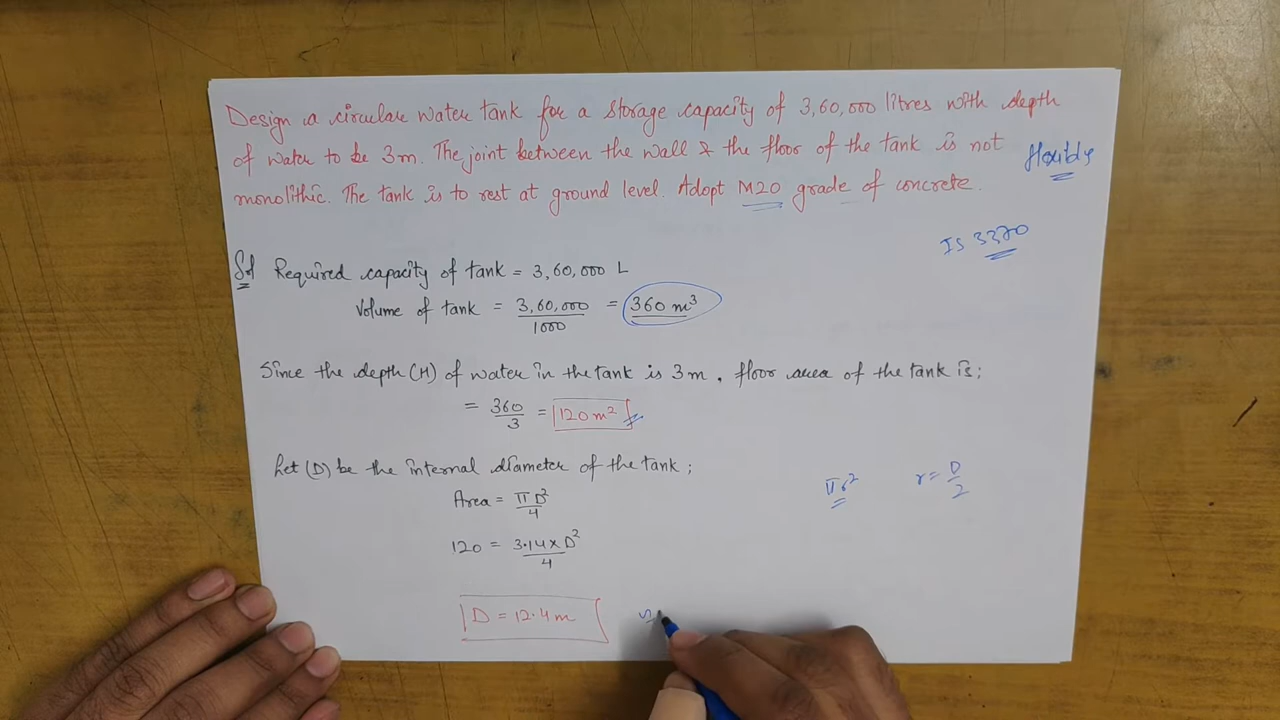 Design a circular water tank for a storage capacity of 3,60,000 litres with depth
of water to be 3m. The joint between the wall & the floor of the tank is not
flexible
monolithic. The tank is to rest at ground level. Adopt M20 grade of concrete.
IS 3370
Sol Required capacity of tank = 3,60,000 L
Volume of tank = 3,60,000/1000 = 360 m³
Since the depth (H) of water in the tank is 3m, floor area of the tank is;
= 360/3 = 120 m²
Let (D) be the internal diameter of the tank;
πr² r = D/2
Area = πD²/4
120 = 3.14 x D²/4
D = 12.4m